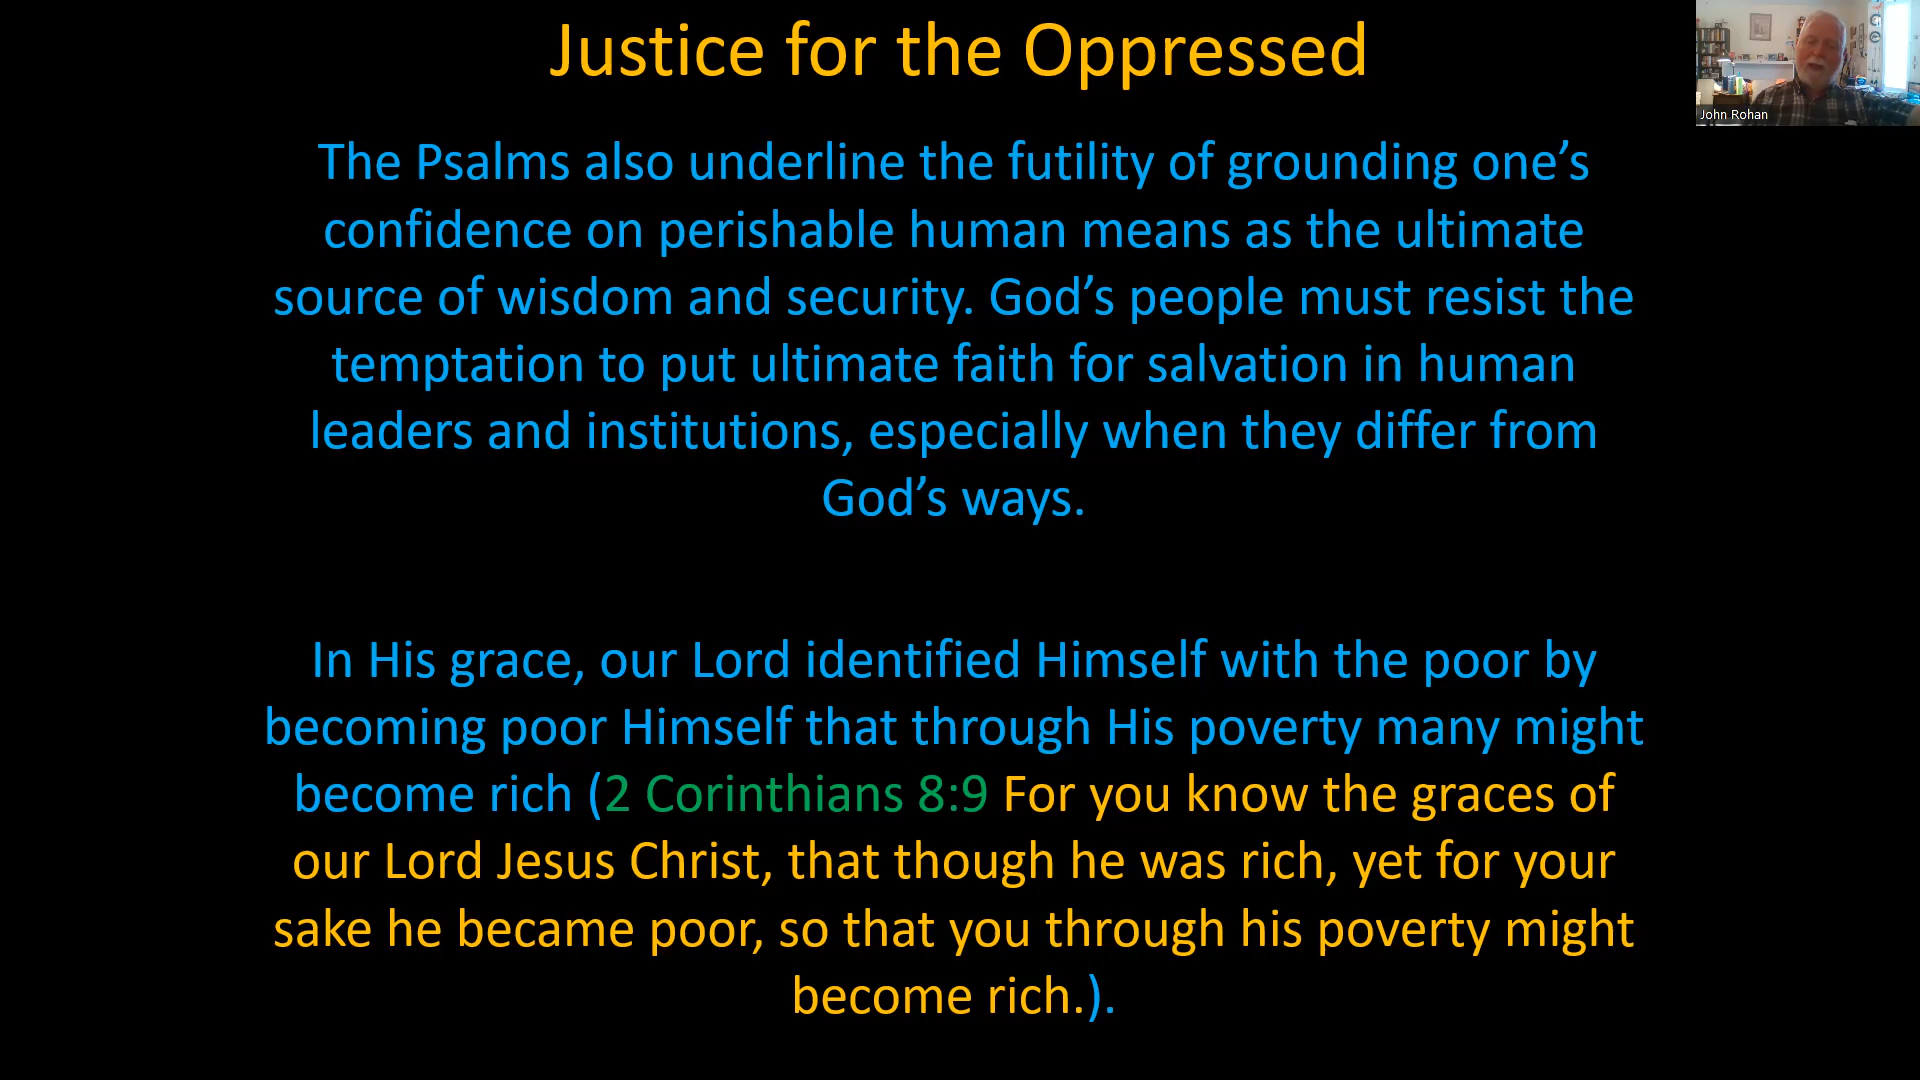 Justice for the Oppressed
John Rohan
The Psalms also underline the futility of grounding one’s
confidence on perishable human means as the ultimate
source of wisdom and security. God’s people must resist the
temptation to put ultimate faith for salvation in human
leaders and institutions, especially when they differ from
God’s ways.
In His grace, our Lord identified Himself with the poor by
becoming poor Himself that through His poverty many might
become rich (2 Corinthians 8:9 For you know the graces of
our Lord Jesus Christ, that though he was rich, yet for your
sake he became poor, so that you through his poverty might
become rich.).